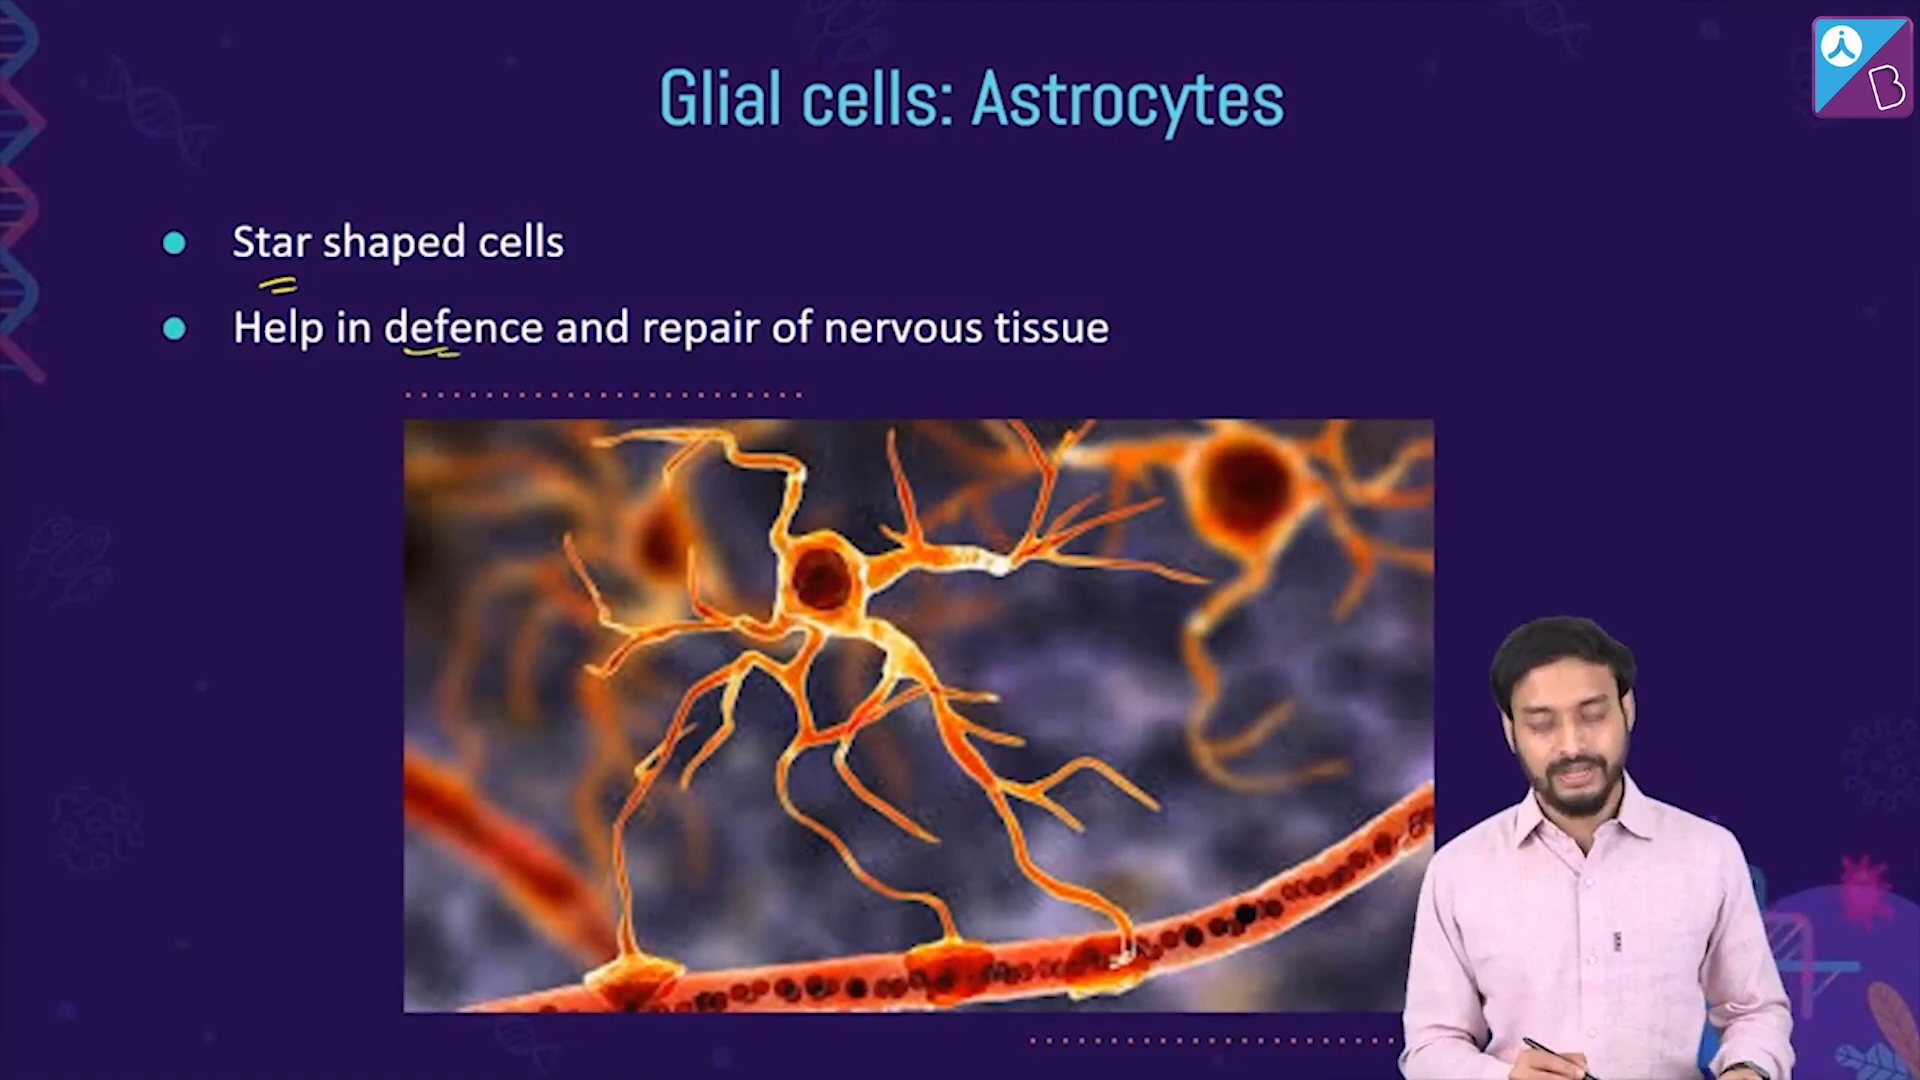 Glial cells: Astrocytes
Star shaped cells
Help in defence and repair of nervous tissue
B